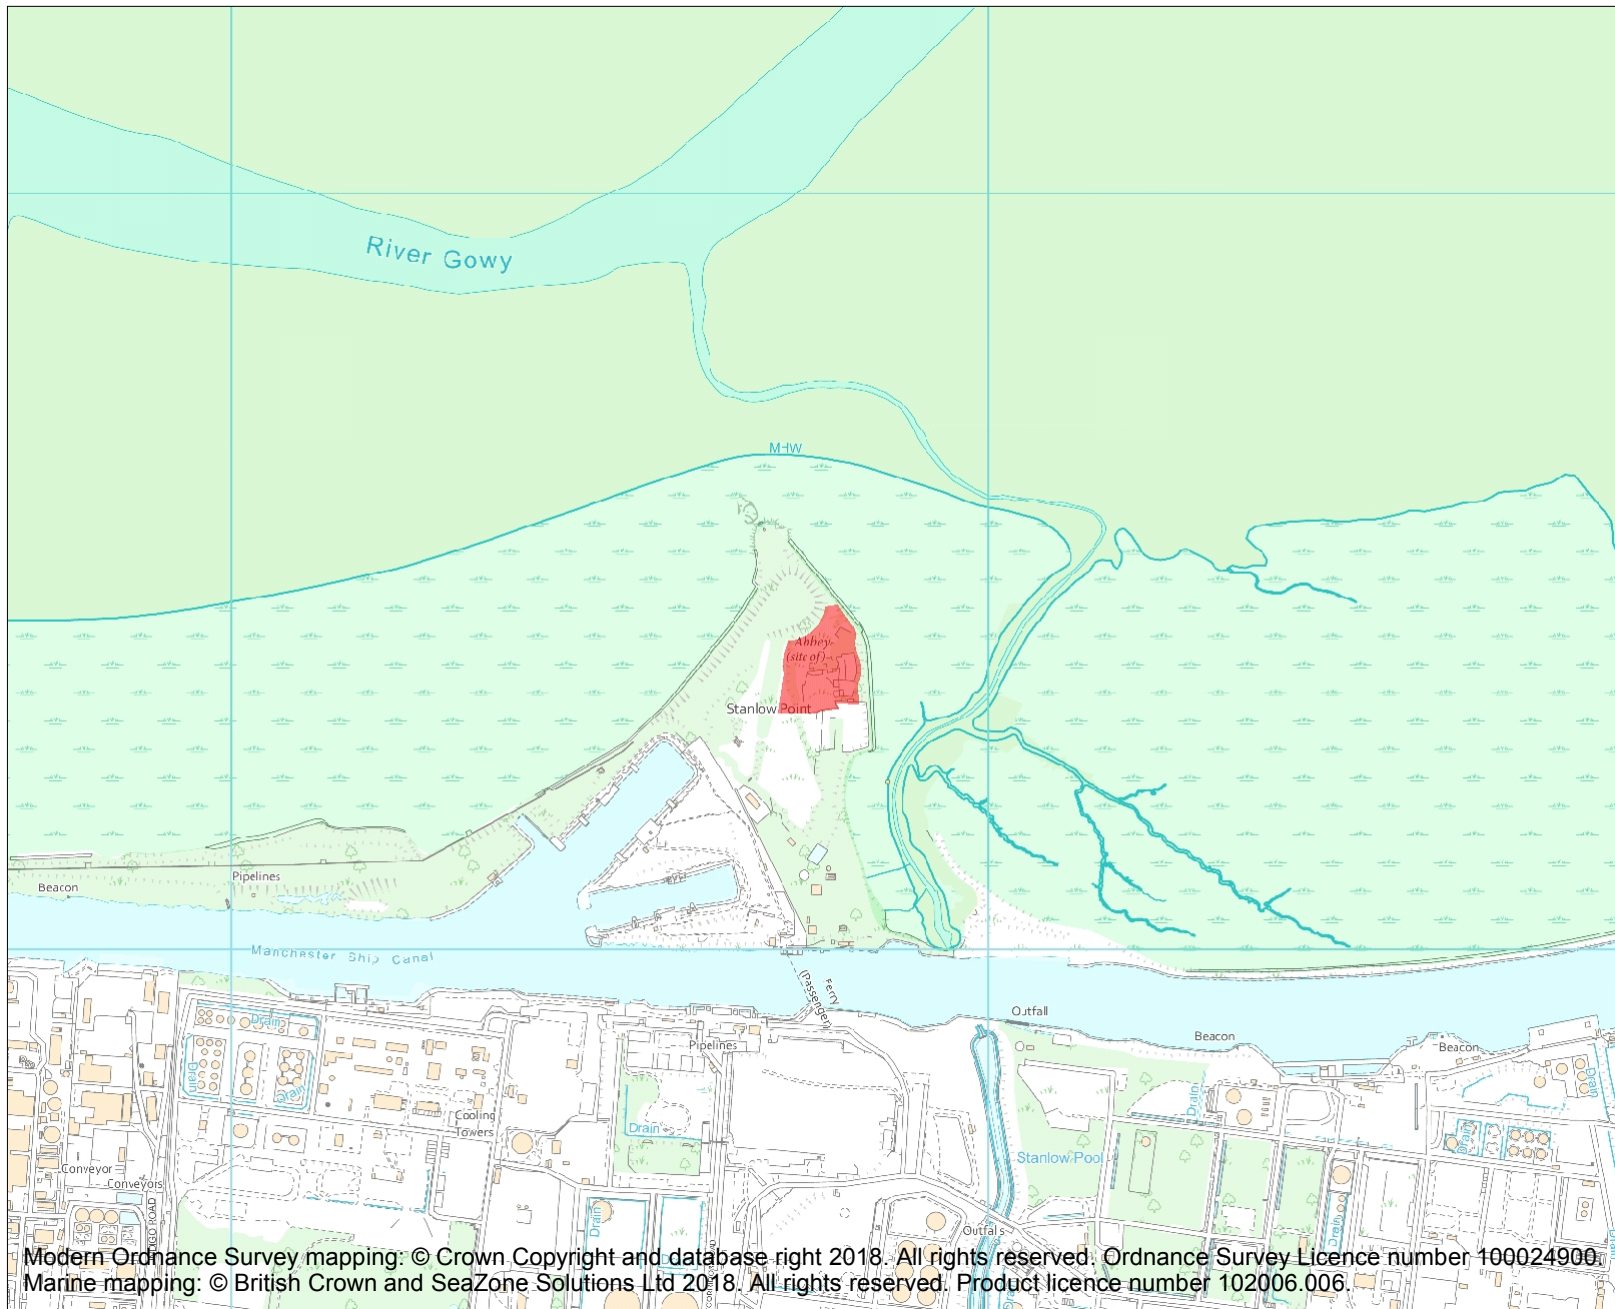 River Gowy
MHW
Abbey
(site of)
Stanlow Point
Pipelines
Beacon
Manchester Ship Canal
Ferry
(Passenger)
Outfall
Beacon
Beacon
Pipelines
Drain
Drain
Drain
Drain
Cooling
Towers
Drain
Drain
Drain
Stanlow Pool
Conveyor
Conveyors
Drain
Drain
Drain
Outfalls
Modern Ordnance Survey mapping: © Crown Copyright and database right 2018. All rights reserved. Ordnance Survey Licence number 100024900.
Marine mapping: © British Crown and SeaZone Solutions Ltd 2018. All rights reserved. Product licence number 102006.006.